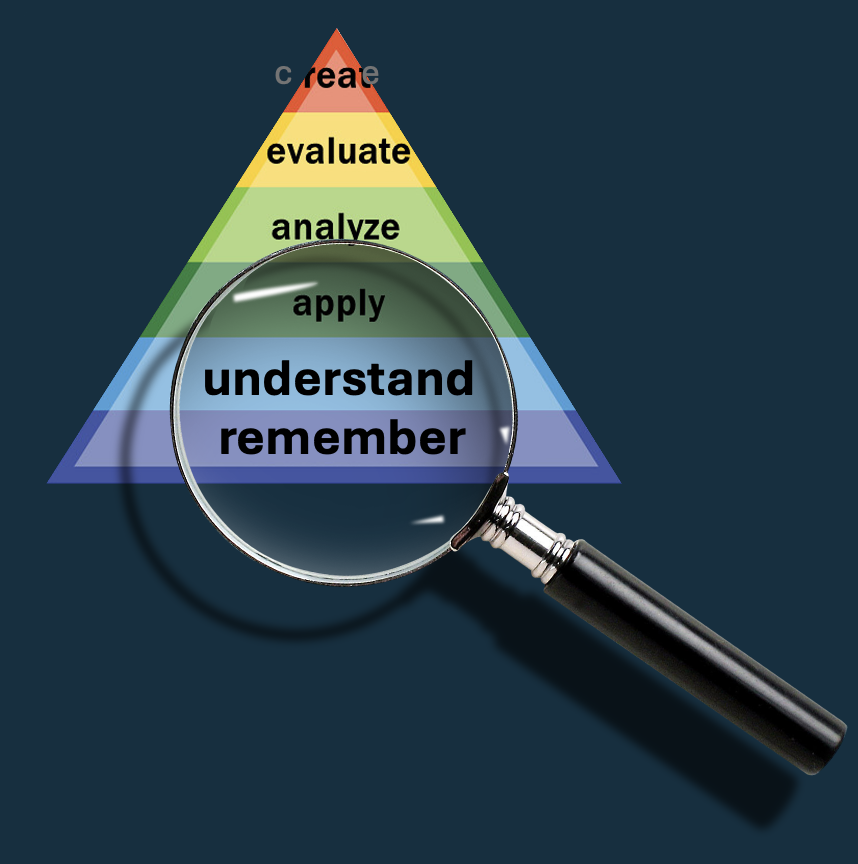 create
evaluate
analyze
apply
understand
remember